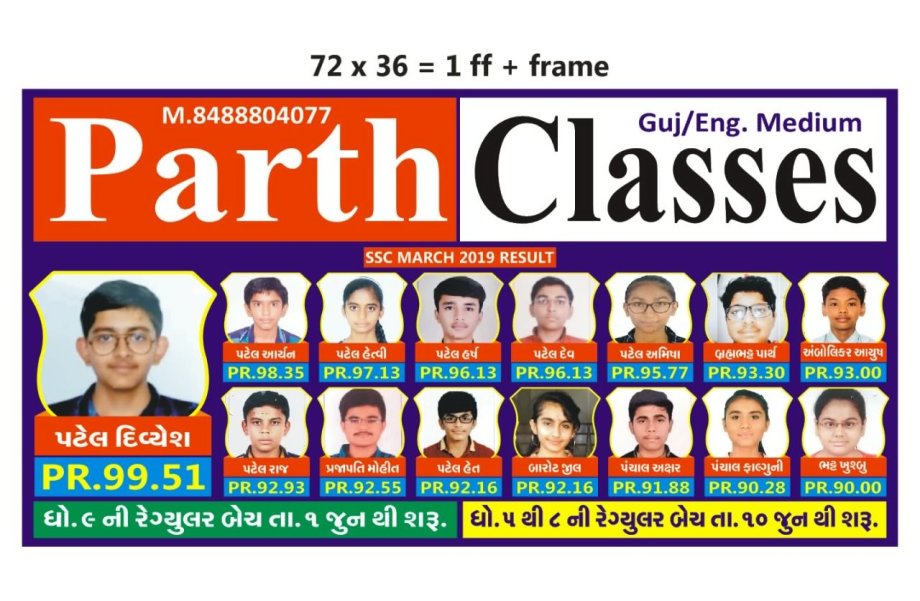 72 x 36 = 1 ff + frame
M.8488804077
Parth
Guj/Eng. Medium
Classes
SSC MARCH 2019 RESULT
પટેલ દિવ્યેશ
PR.99.51
પટેલ આર્યન
PR.98.35
પટેલ હેત્વી
PR.97.13
પટેલ હર્ષ
PR.96.13
પટેલ દેવ
PR.96.13
પટેલ અમિષા
PR.95.77
બ્રહ્મભટ્ટ પાર્થ
PR.93.30
અંબોલિકર આયુષ
PR.93.00
પટેલ રાજ
PR.92.93
પ્રજાપતિ મોહીત
PR.92.55
પટેલ હેત
PR.92.16
બારોટ જીલ
PR.92.16
પંચાલ અક્ષર
PR.91.88
પંચાલ ફાલ્ગુની
PR.90.28
ભટ્ટ ખુશ્બુ
PR.90.00
ધો.૯ ની રેગ્યુલર બેચ તા.૧ જુન થી શરૂ.
ધો.૫ થી ૮ ની રેગ્યુલર બેચ તા.૧૦ જુન થી શરૂ.